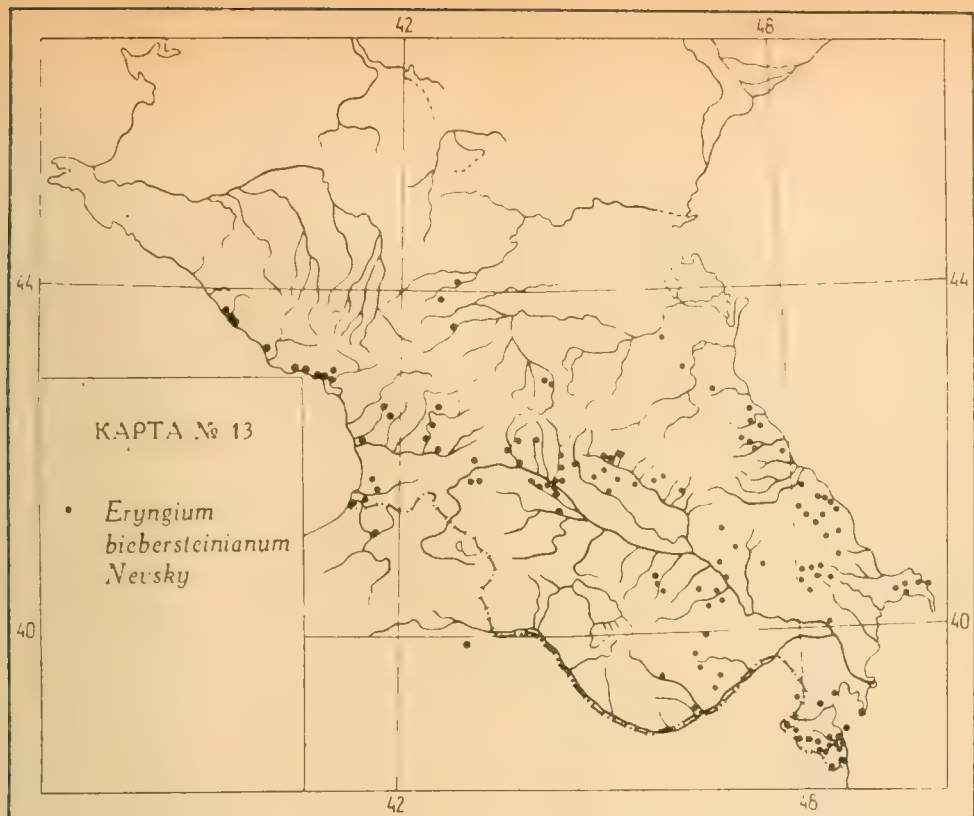 42 48
44 44
КАРТА № 13
Eryngium
biebersteinianum
Nevsky
40 40
42 48